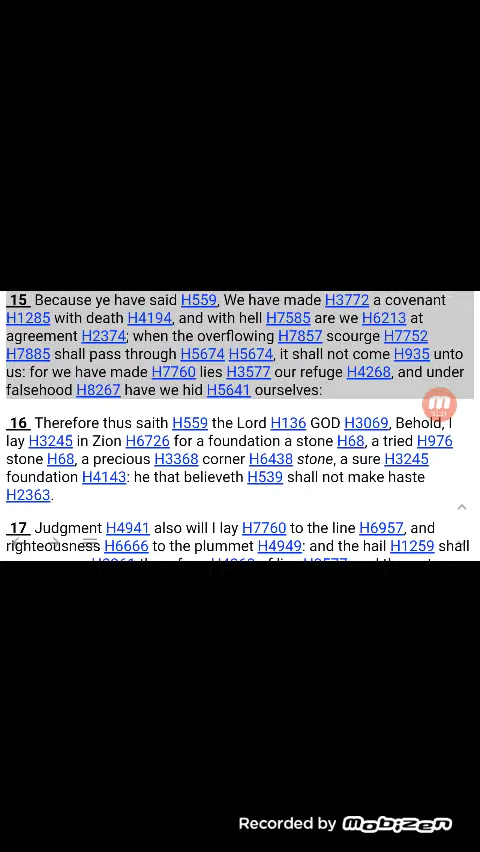 15 Because ye have said H559, We have made H3772 a covenant
H1285 with death H4194, and with hell H7585 are we H6213 at
agreement H2374; when the overflowing H7857 scourge H7752
H7885 shall pass through H5674 H5674, it shall not come H935 unto
us: for we have made H7760 lies H3577 our refuge H4268, and under
falsehood H8267 have we hid H5641 ourselves:
16 Therefore thus saith H559 the Lord H136 GOD H3069, Behold, I
lay H3245 in Zion H6726 for a foundation a stone H68, a tried H976
stone H68, a precious H3368 corner H6438 stone, a sure H3245
foundation H4143: he that believeth H539 shall not make haste
H2363.
17 Judgment H4941 also will I lay H7760 to the line H6957, and
righteousness H6666 to the plummet H4949: and the hail H1259 shall
Recorded by mobizen